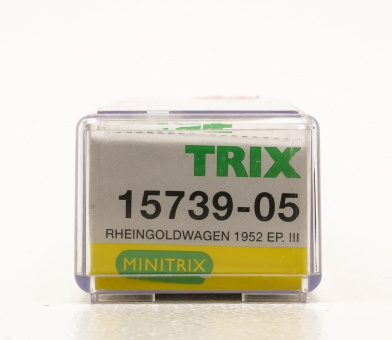 TRIX
15739-05
RHEINGOLDWAGEN 1952 EP. III
MINITRIX